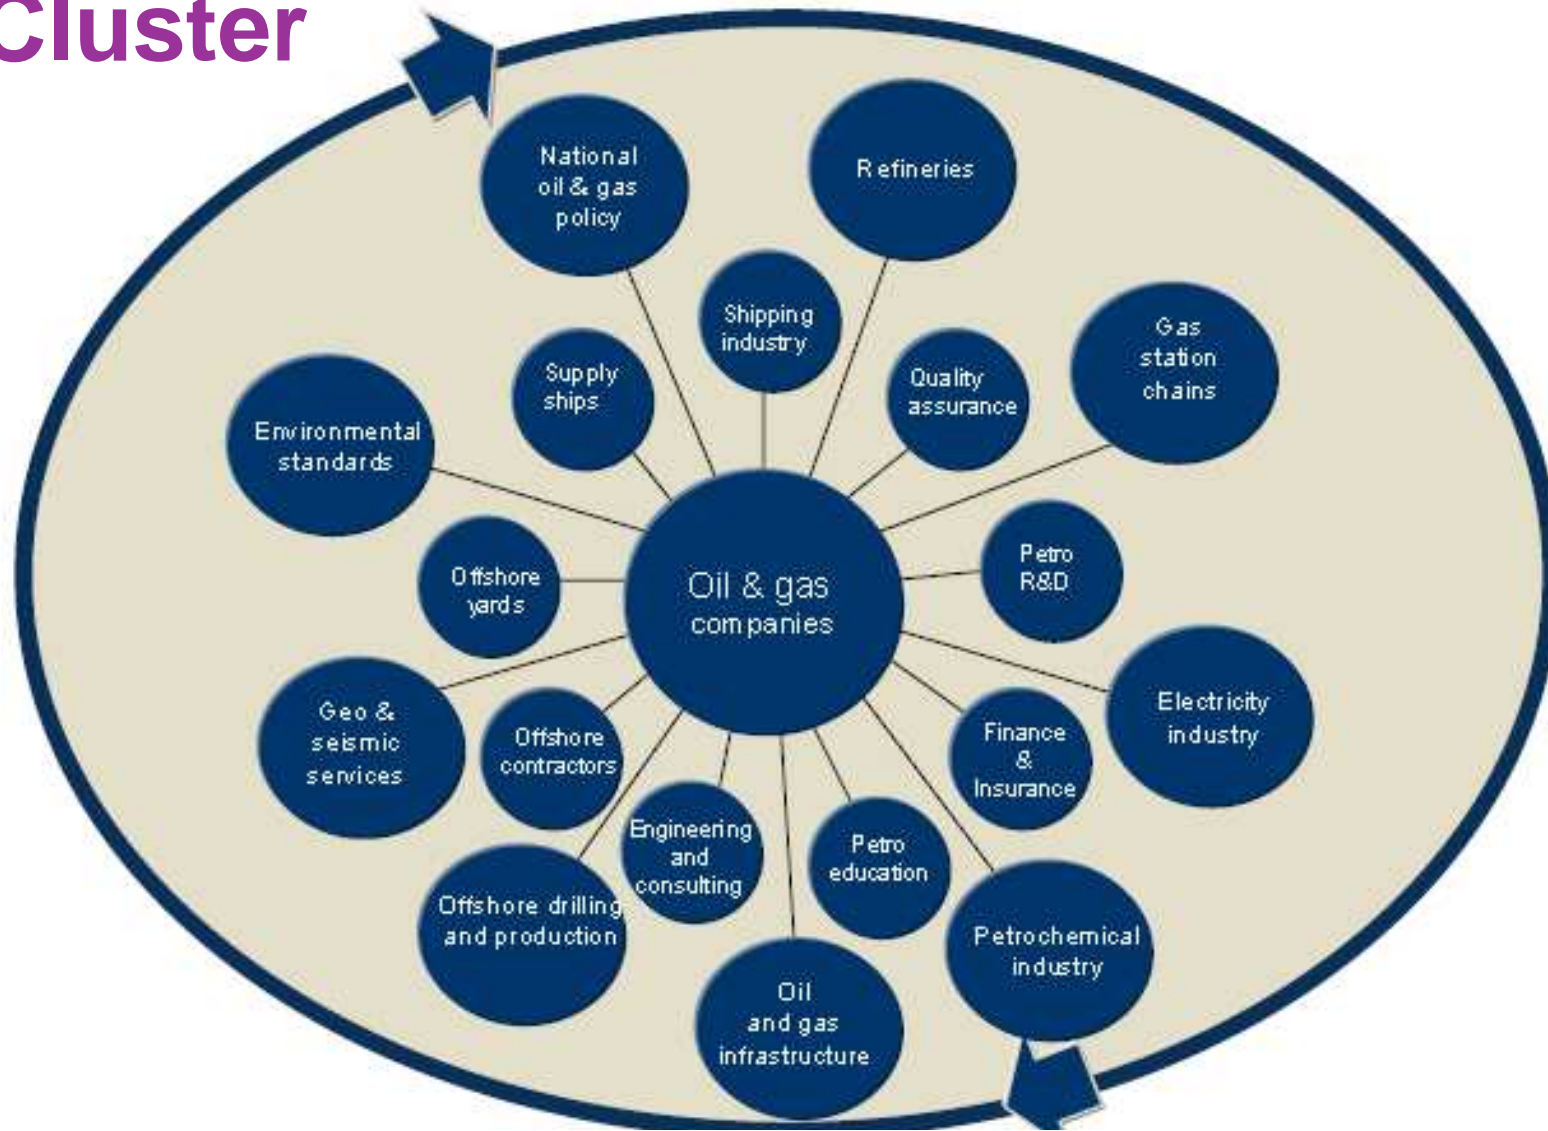 Cluster
National
oil & gas
policy
Refineries
Shipping
industry
Gas
station
chains
Supply
ships
Quality
assurance
Environmental
standards
Offshore
yards
Oil & gas
companies
Petro
R&D
Geo &
seismic
services
Offshore
contractors
Finance
&
Insurance
Electricity
industry
Engineering
and
consulting
Petro
education
Offshore drilling
and production
Petrochemical
industry
Oil
and gas
infrastructure